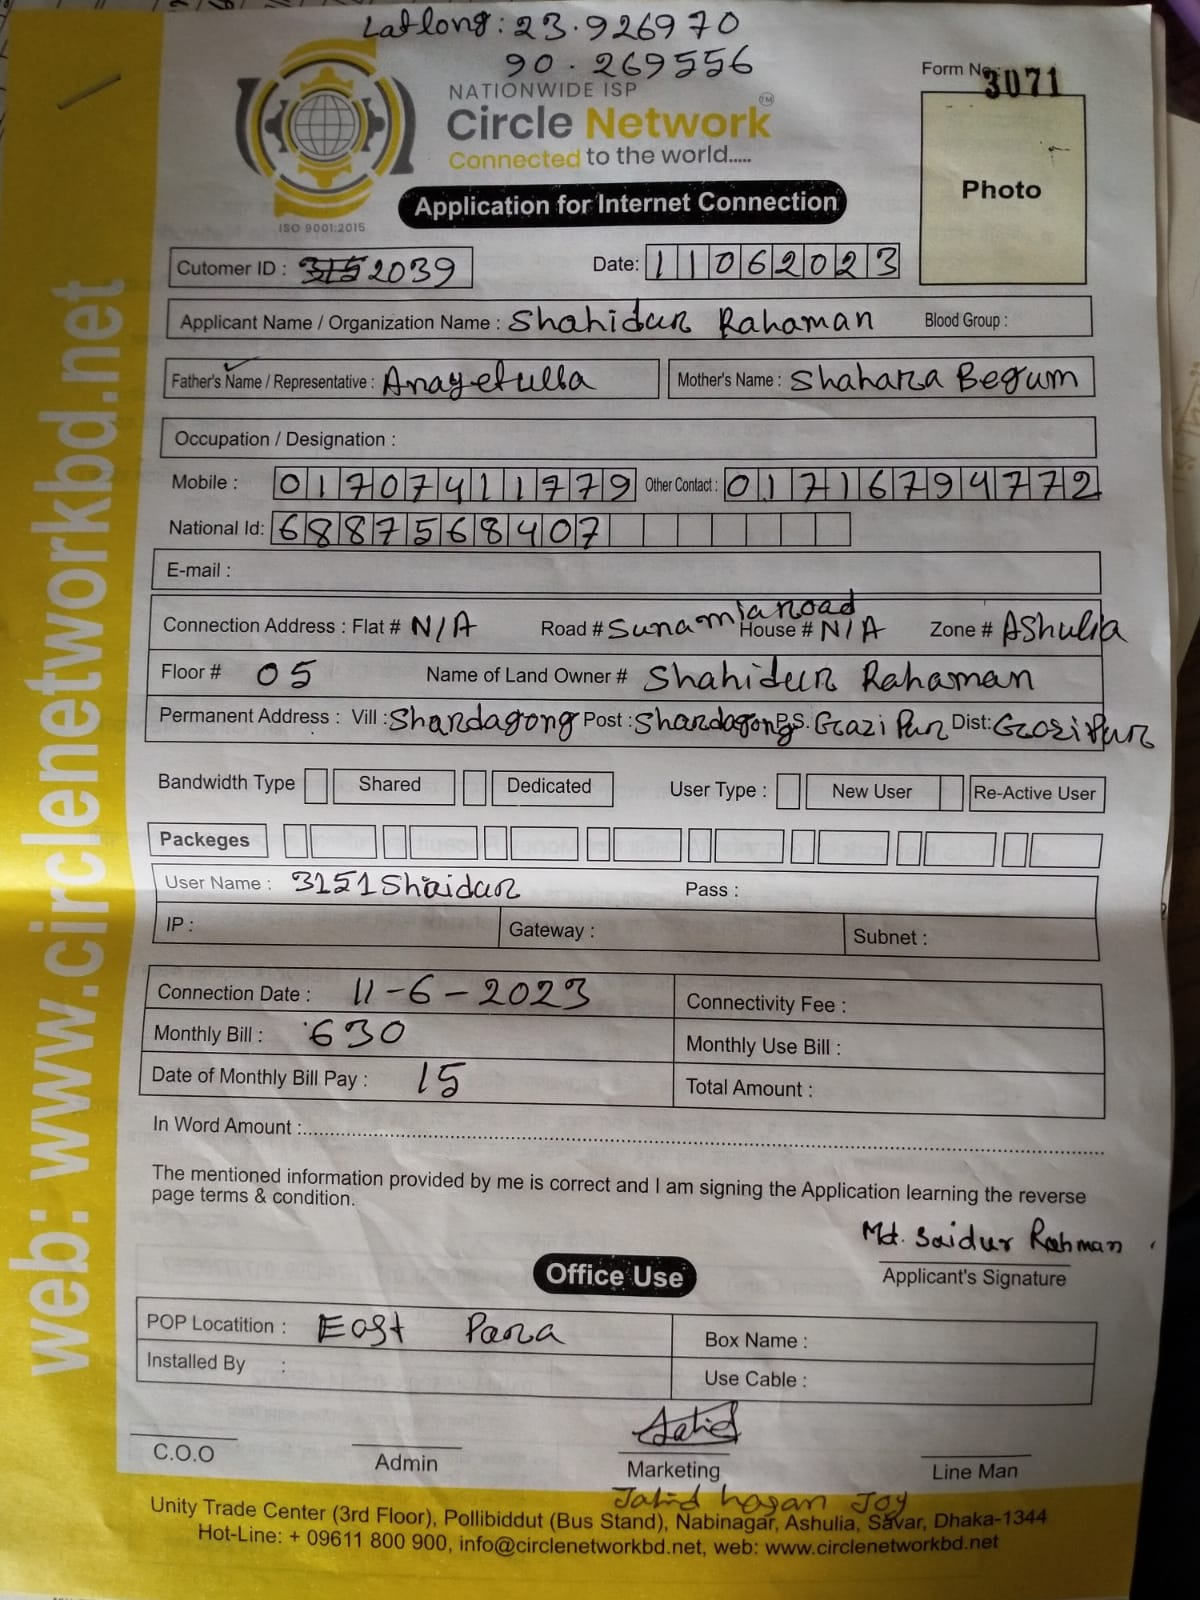 Latlong: 23.926970
90.269556
NATIONWIDE ISP
Circle Network TM
Connected to the world.....
ISO 9001:2015
Form No: 3071
Photo
Application for Internet Connection
Cutomer ID : 3152039
Date: 11062023
Applicant Name / Organization Name : Shahidur Rahaman Blood Group :
Father's Name / Representative : Anayetulla Mother's Name : Shahara Begum
Occupation / Designation :
Mobile : 01707411779 Other Contact : 01716794772
National Id: 6887568407
E-mail :
Connection Address : Flat # N/A Road # Sunamia road House # N/A Zone # AShulia
Floor # 05 Name of Land Owner # Shahidur Rahaman
Permanent Address : Vill : Shardagong Post : Shardagong P.S. Gazi Pur Dist: Gazi Pur
Bandwidth Type Shared Dedicated User Type : New User Re-Active User
Packeges
User Name : 3151Shaidur Pass :
IP : Gateway : Subnet :
Connection Date : 11-6-2023 Connectivity Fee :
Monthly Bill : 630 Monthly Use Bill :
Date of Monthly Bill Pay : 15 Total Amount :
In Word Amount :
The mentioned information provided by me is correct and I am signing the Application learning the reverse
page terms & condition.
Md. Saidur Rahman
Applicant's Signature
Office Use
POP Locatition : East Para Box Name :
Installed By : Use Cable :
C.O.O Admin Marketing Line Man
Jahid hasan Joy
Unity Trade Center (3rd Floor), Pollibiddut (Bus Stand), Nabinagar, Ashulia, Savar, Dhaka-1344
Hot-Line: + 09611 800 900, info@circlenetworkbd.net, web: www.circlenetworkbd.net
web: www.circlenetworkbd.net